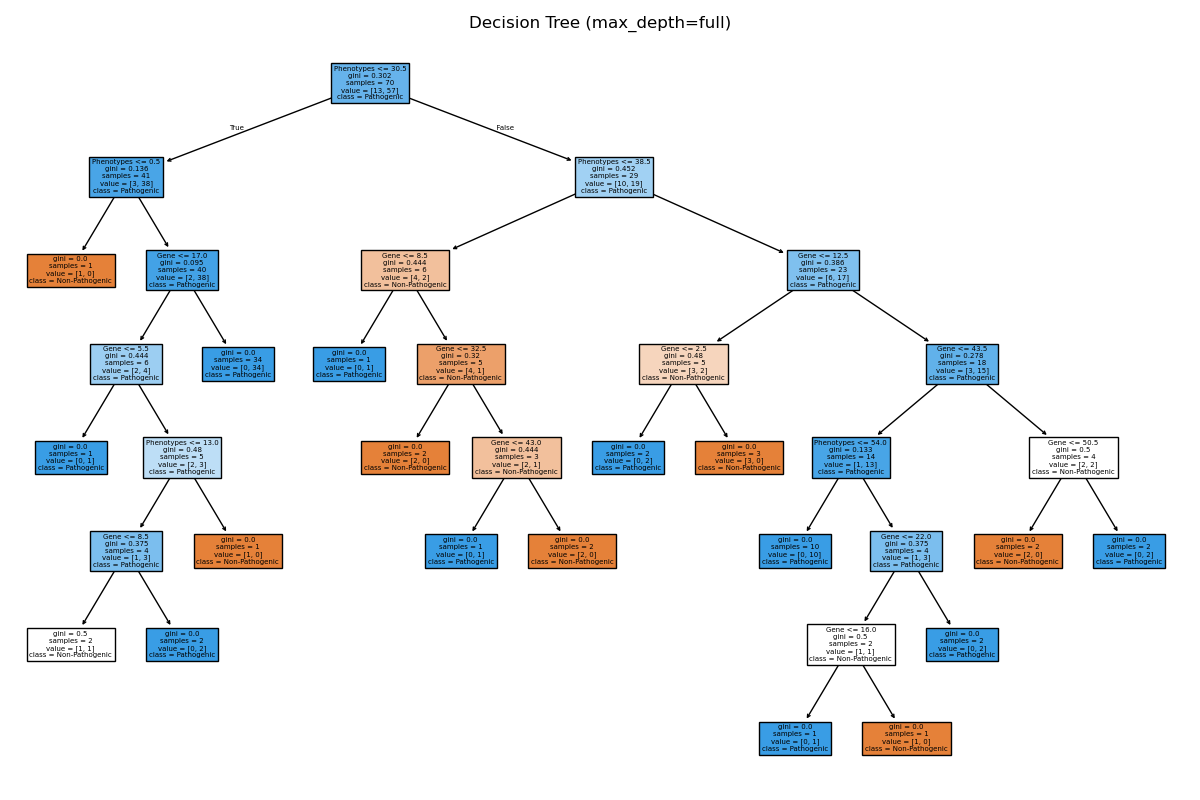 Decision Tree (max_depth=full)
Phenotypes <= 30.5
gini = 0.302
samples = 70
value = [13, 57]
class = Pathogenic
True
False
Phenotypes <= 0.5
gini = 0.136
samples = 41
value = [3, 38]
class = Pathogenic
Phenotypes <= 38.5
gini = 0.452
samples = 29
value = [10, 19]
class = Pathogenic
gini = 0.0
samples = 1
value = [1, 0]
class = Non-Pathogenic
Gene <= 17.0
gini = 0.095
samples = 40
value = [2, 38]
class = Pathogenic
Gene <= 8.5
gini = 0.444
samples = 6
value = [4, 2]
class = Non-Pathogenic
Gene <= 12.5
gini = 0.386
samples = 23
value = [6, 17]
class = Pathogenic
Gene <= 5.5
gini = 0.444
samples = 6
value = [2, 4]
class = Pathogenic
gini = 0.0
samples = 34
value = [0, 34]
class = Pathogenic
gini = 0.0
samples = 1
value = [0, 1]
class = Pathogenic
Gene <= 32.5
gini = 0.32
samples = 5
value = [4, 1]
class = Non-Pathogenic
Gene <= 2.5
gini = 0.48
samples = 5
value = [3, 2]
class = Non-Pathogenic
Gene <= 43.5
gini = 0.278
samples = 18
value = [3, 15]
class = Pathogenic
gini = 0.0
samples = 1
value = [0, 1]
class = Pathogenic
Phenotypes <= 13.0
gini = 0.48
samples = 5
value = [2, 3]
class = Pathogenic
gini = 0.0
samples = 2
value = [2, 0]
class = Non-Pathogenic
Gene <= 43.0
gini = 0.444
samples = 3
value = [2, 1]
class = Non-Pathogenic
gini = 0.0
samples = 2
value = [0, 2]
class = Pathogenic
gini = 0.0
samples = 3
value = [3, 0]
class = Non-Pathogenic
Phenotypes <= 54.0
gini = 0.133
samples = 14
value = [1, 13]
class = Pathogenic
Gene <= 50.5
gini = 0.5
samples = 4
value = [2, 2]
class = Non-Pathogenic
Gene <= 8.5
gini = 0.375
samples = 4
value = [1, 3]
class = Pathogenic
gini = 0.0
samples = 1
value = [1, 0]
class = Non-Pathogenic
gini = 0.0
samples = 1
value = [0, 1]
class = Pathogenic
gini = 0.0
samples = 2
value = [2, 0]
class = Non-Pathogenic
gini = 0.0
samples = 10
value = [0, 10]
class = Pathogenic
Gene <= 22.0
gini = 0.375
samples = 4
value = [1, 3]
class = Pathogenic
gini = 0.0
samples = 2
value = [2, 0]
class = Non-Pathogenic
gini = 0.0
samples = 2
value = [0, 2]
class = Pathogenic
gini = 0.5
samples = 2
value = [1, 1]
class = Non-Pathogenic
gini = 0.0
samples = 2
value = [0, 2]
class = Pathogenic
Gene <= 16.0
gini = 0.5
samples = 2
value = [1, 1]
class = Non-Pathogenic
gini = 0.0
samples = 2
value = [0, 2]
class = Pathogenic
gini = 0.0
samples = 1
value = [0, 1]
class = Pathogenic
gini = 0.0
samples = 1
value = [1, 0]
class = Non-Pathogenic